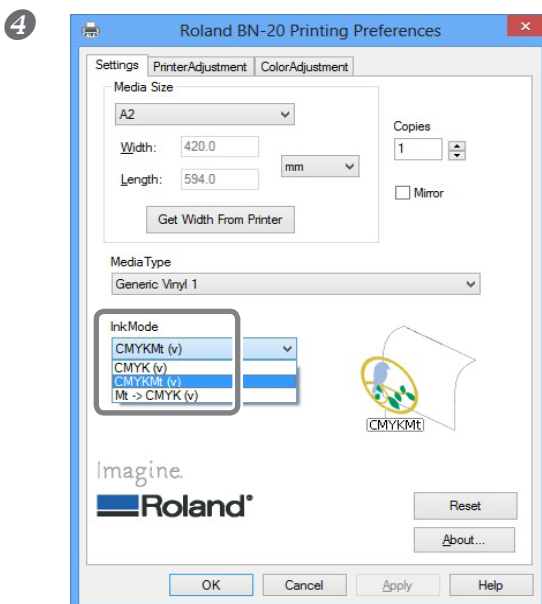 4
Roland BN-20 Printing Preferences
Settings PrinterAdjustment ColorAdjustment
Media Size
A2
Width: 420.0
mm
Length: 594.0
Get Width From Printer
Copies
1
Mirror
MediaType
Generic Vinyl 1
InkMode
CMYKMt (v)
CMYK (v)
CMYKMt (v)
Mt -> CMYK (v)
CMYKMt
Imagine.
Roland
Reset
About...
OK Cancel Apply Help